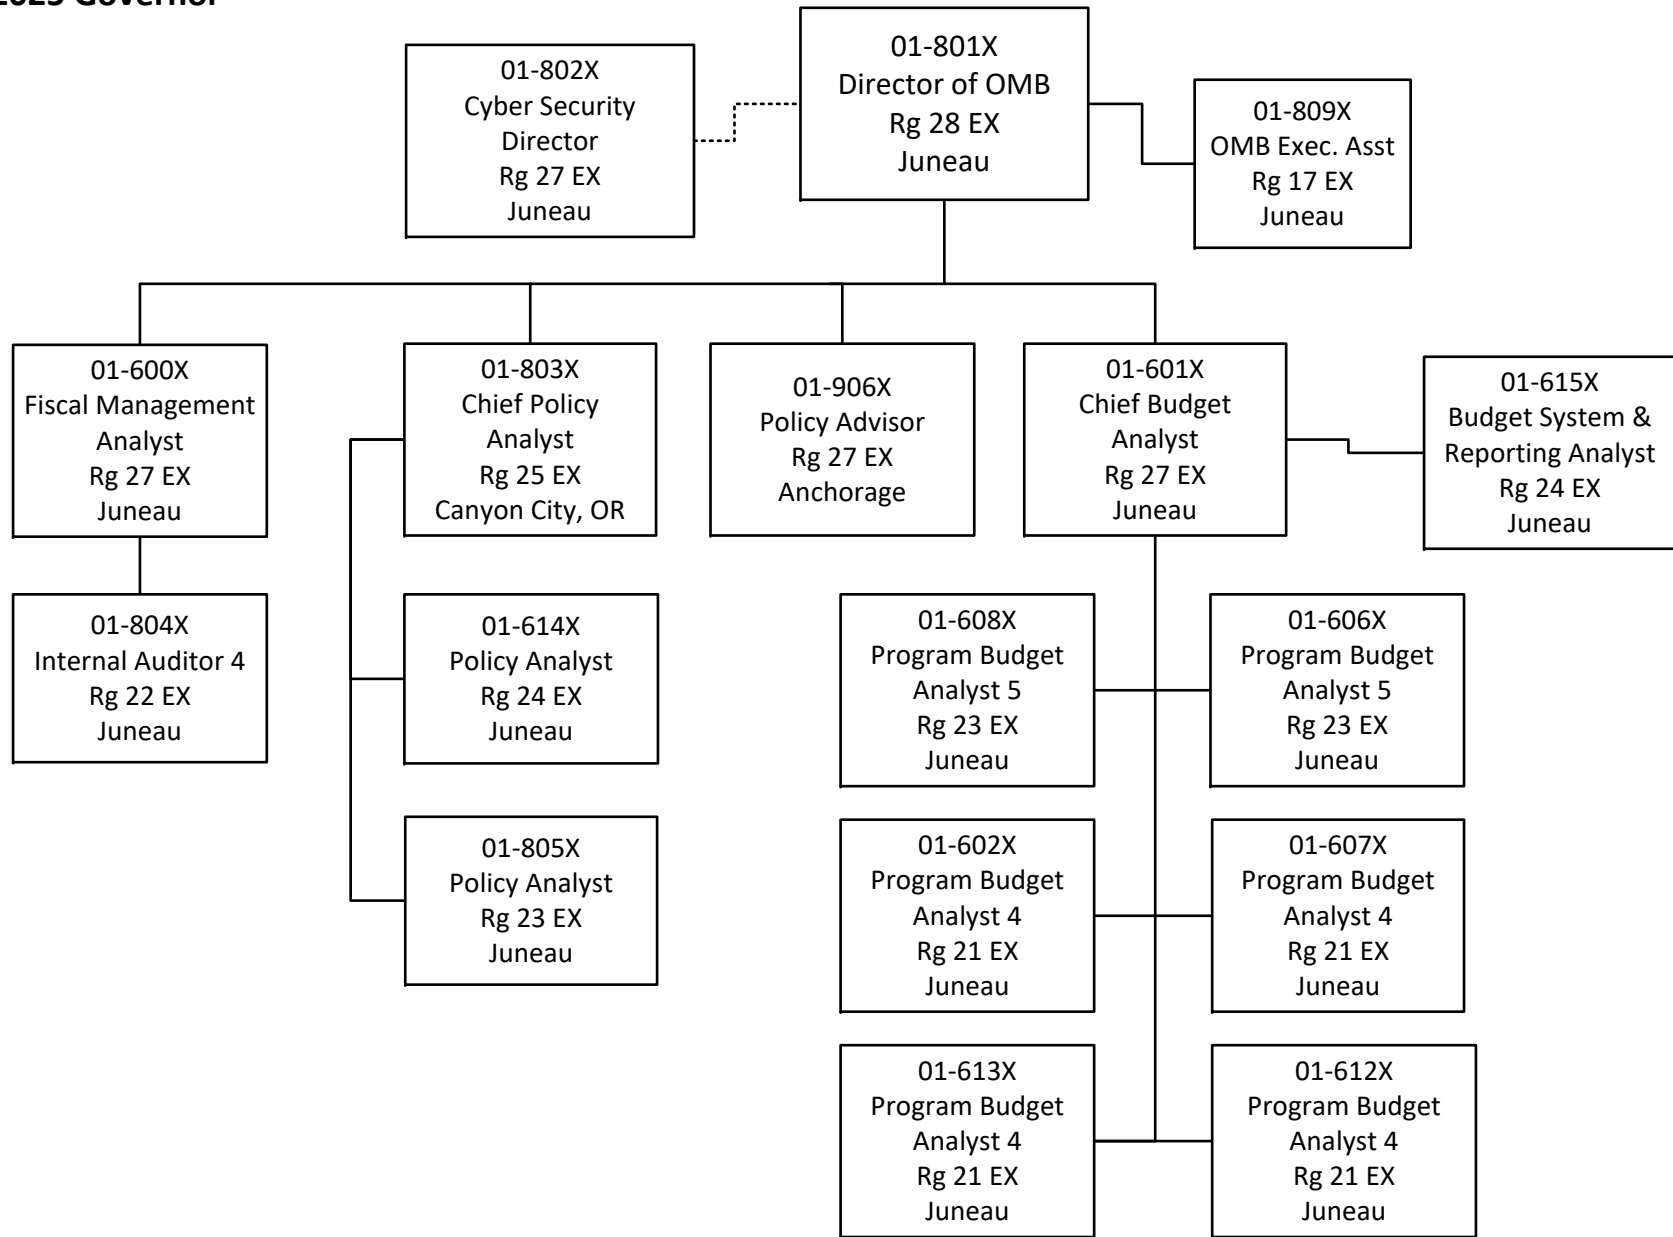 2025 Governor
01-802X
Cyber Security
Director
Rg 27 EX
Juneau
01-801X
Director of OMB
Rg 28 EX
Juneau
01-809X
OMB Exec. Asst
Rg 17 EX
Juneau
01-600X
Fiscal Management
Analyst
Rg 27 EX
Juneau
01-803X
Chief Policy
Analyst
Rg 25 EX
Canyon City, OR
01-906X
Policy Advisor
Rg 27 EX
Anchorage
01-601X
Chief Budget
Analyst
Rg 27 EX
Juneau
01-615X
Budget System &
Reporting Analyst
Rg 24 EX
Juneau
01-804X
Internal Auditor 4
Rg 22 EX
Juneau
01-614X
Policy Analyst
Rg 24 EX
Juneau
01-608X
Program Budget
Analyst 5
Rg 23 EX
Juneau
01-606X
Program Budget
Analyst 5
Rg 23 EX
Juneau
01-805X
Policy Analyst
Rg 23 EX
Juneau
01-602X
Program Budget
Analyst 4
Rg 21 EX
Juneau
01-607X
Program Budget
Analyst 4
Rg 21 EX
Juneau
01-613X
Program Budget
Analyst 4
Rg 21 EX
Juneau
01-612X
Program Budget
Analyst 4
Rg 21 EX
Juneau